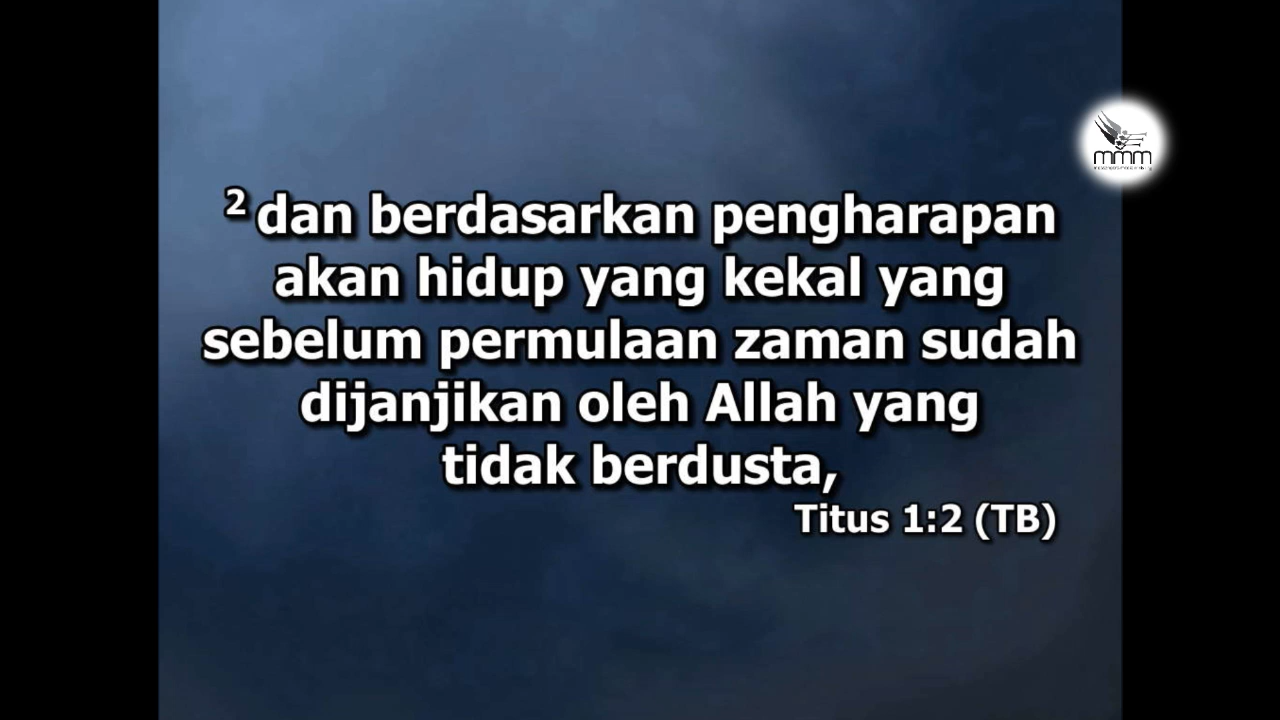 mmm
2 dan berdasarkan pengharapan
akan hidup yang kekal yang
sebelum permulaan zaman sudah
dijanjikan oleh Allah yang
tidak berdusta,
Titus 1:2 (TB)